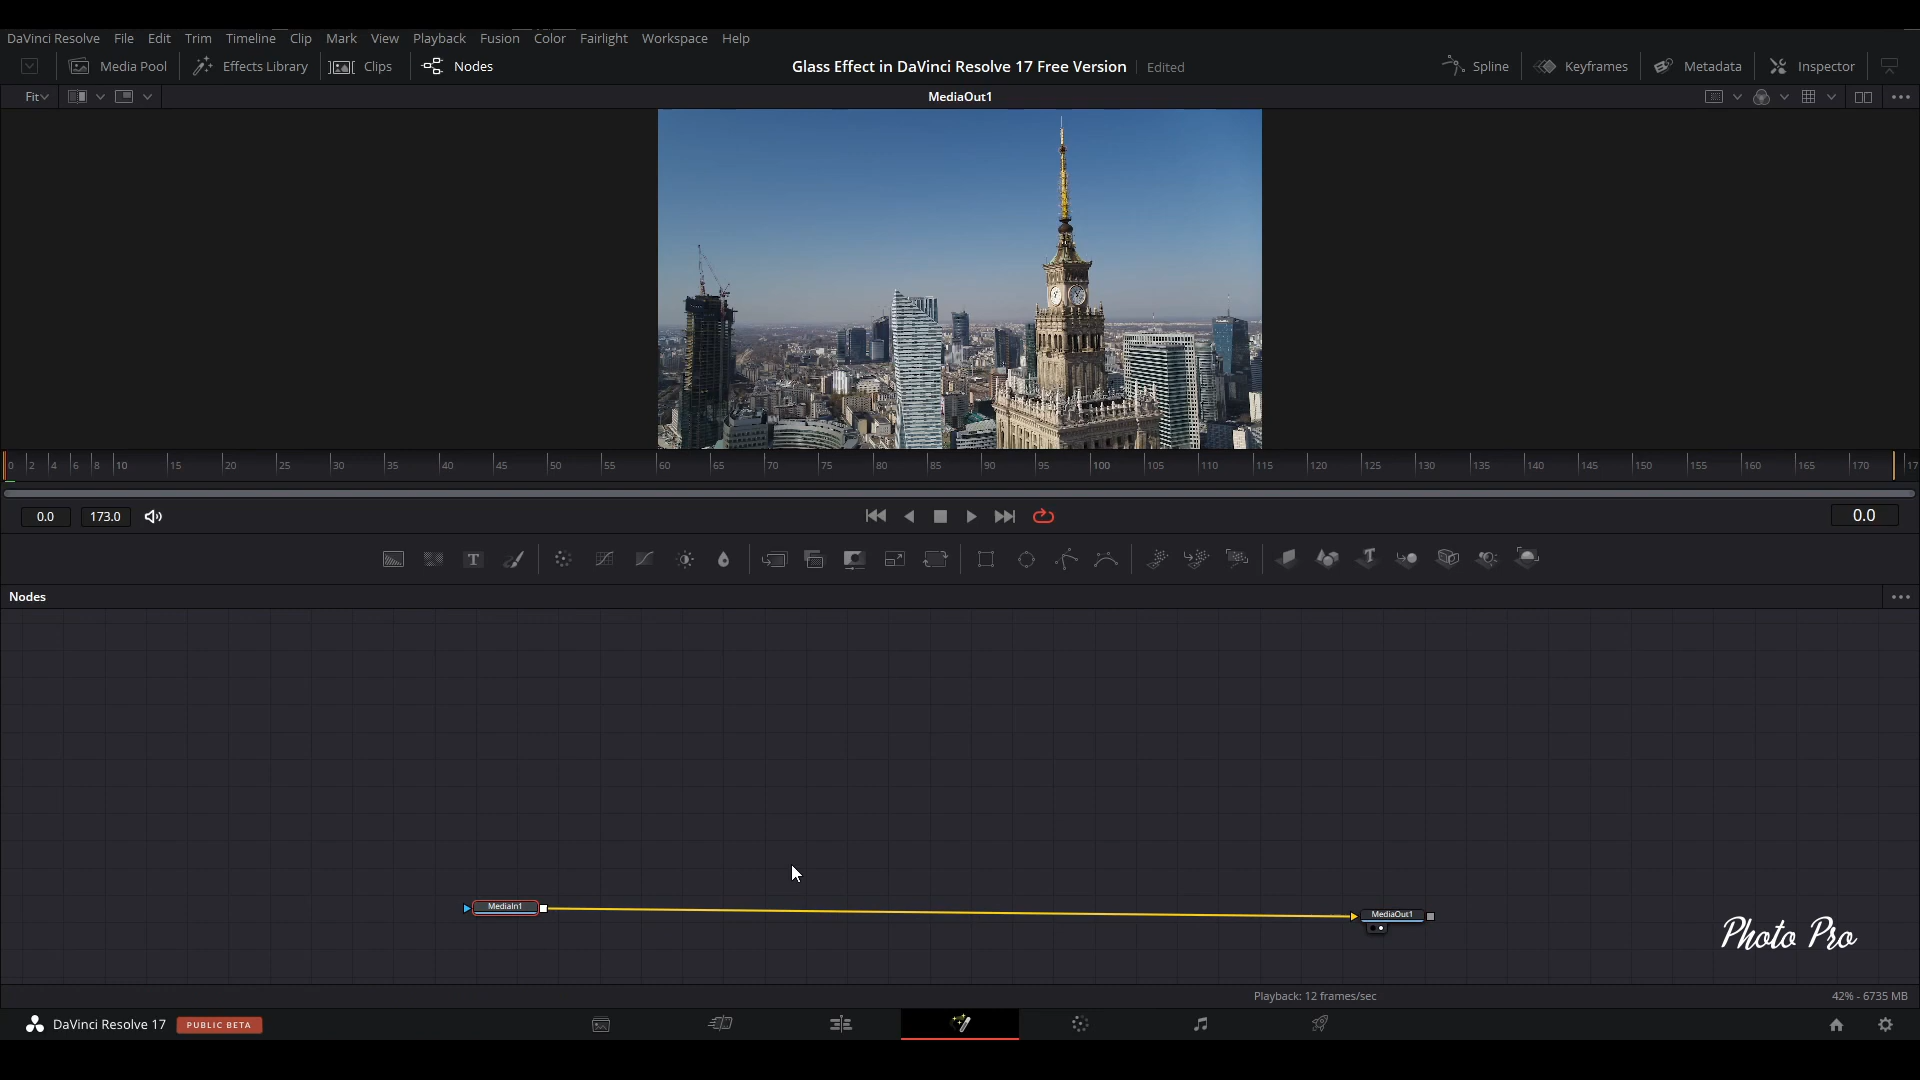 DaVinci Resolve File Edit Trim Timeline Clip Mark View Playback Fusion Color Fairlight Workspace Help
Media Pool Effects Library Clips Nodes Glass Effect in DaVinci Resolve 17 Free Version Edited Spline Keyframes Metadata Inspector
Fit MediaOut1
0 2 4 6 8 10 15 20 25 30 35 40 45 50 55 60 65 70 75 80 85 90 95 100 105 110 115 120 125 130 135 140 145 150 155 160 165 170 17
0.0 173.0 0.0
T T
Nodes
MediaIn1 MediaOut1
Photo Pro
Playback: 12 frames/sec 42% - 6735 MB
DaVinci Resolve 17 PUBLIC BETA